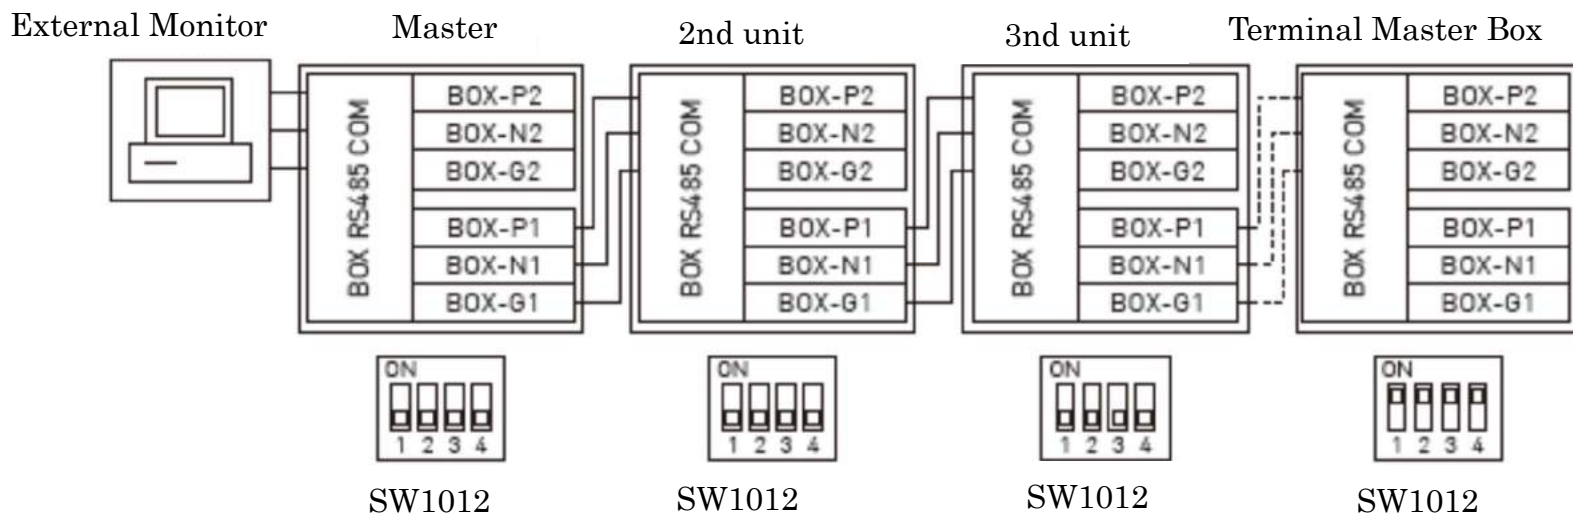 External Monitor
Master
2nd unit
3nd unit
Terminal Master Box
BOX RS485 COM
BOX-P2
BOX-N2
BOX-G2
BOX-P1
BOX-N1
BOX-G1
BOX RS485 COM
BOX-P2
BOX-N2
BOX-G2
BOX-P1
BOX-N1
BOX-G1
BOX RS485 COM
BOX-P2
BOX-N2
BOX-G2
BOX-P1
BOX-N1
BOX-G1
BOX RS485 COM
BOX-P2
BOX-N2
BOX-G2
BOX-P1
BOX-N1
BOX-G1
ON
1 2 3 4
SW1012
ON
1 2 3 4
SW1012
ON
1 2 3 4
SW1012
ON
1 2 3 4
SW1012